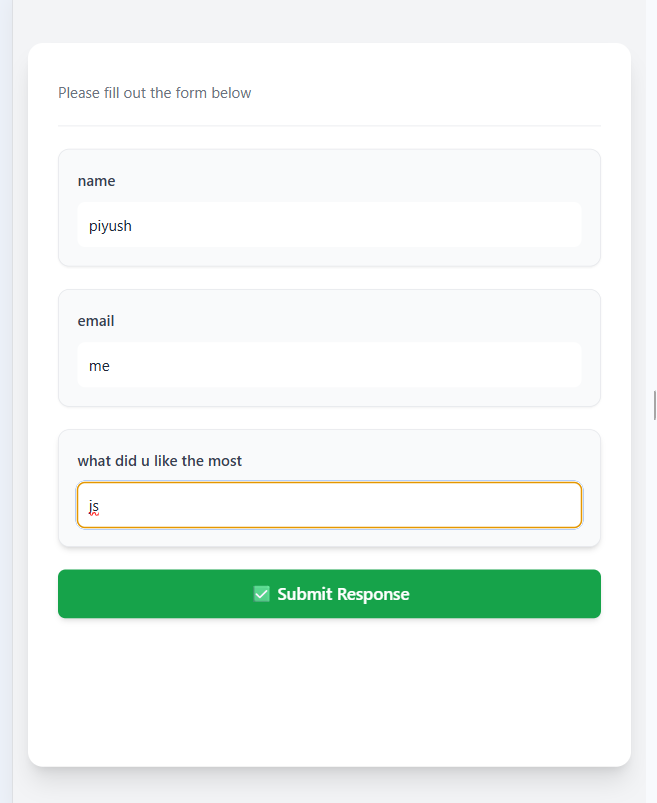 Please fill out the form below
name
piyush
email
me
what did u like the most
js
✅ Submit Response